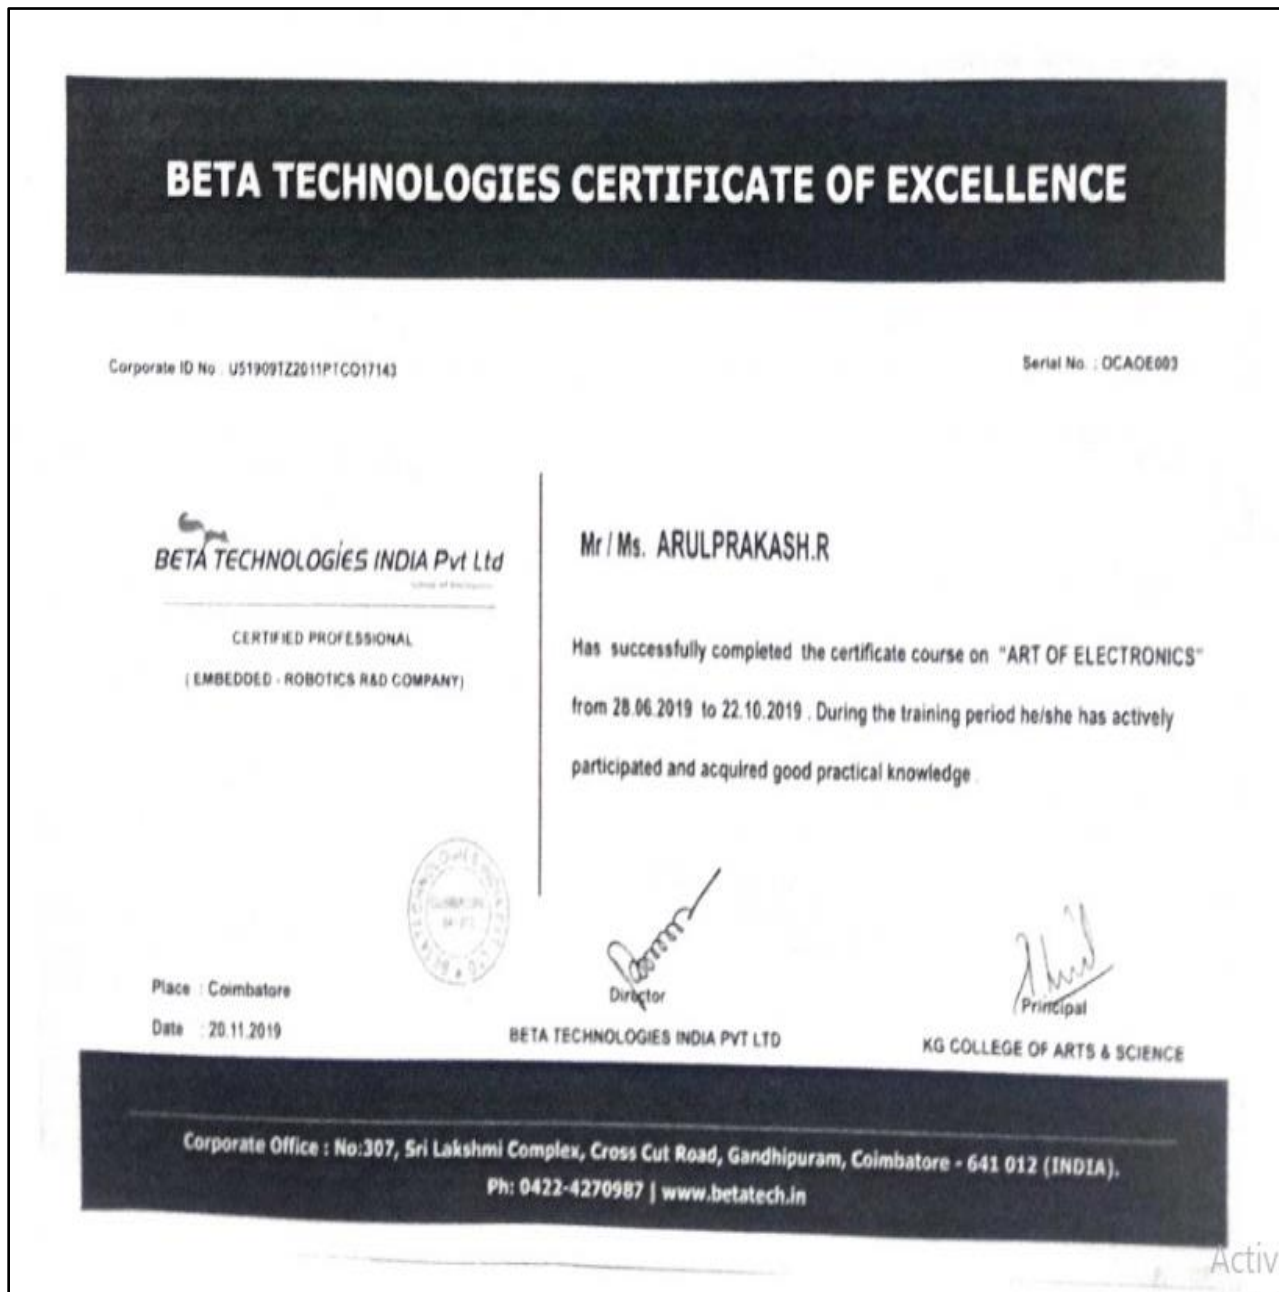 BETA TECHNOLOGIES CERTIFICATE OF EXCELLENCE
Corporate ID No : U51909TZ2011PTCO17143
Serial No. : OCAOE003
BETA TECHNOLOGIES INDIA Pvt Ltd
CERTIFIED PROFESSIONAL
( EMBEDDED - ROBOTICS R&D COMPANY)
Mr / Ms. ARULPRAKASH.R
Has successfully completed the certificate course on "ART OF ELECTRONICS"
from 28.06.2019 to 22.10.2019 . During the training period he/she has actively
participated and acquired good practical knowledge .
Place : Coimbatore
Date : 20.11.2019
Director
BETA TECHNOLOGIES INDIA PVT LTD
Principal
KG COLLEGE OF ARTS & SCIENCE
Corporate Office : No:307, Sri Lakshmi Complex, Cross Cut Road, Gandhipuram, Coimbatore - 641 012 (INDIA).
Ph: 0422-4270987 | www.betatech.in
Activ